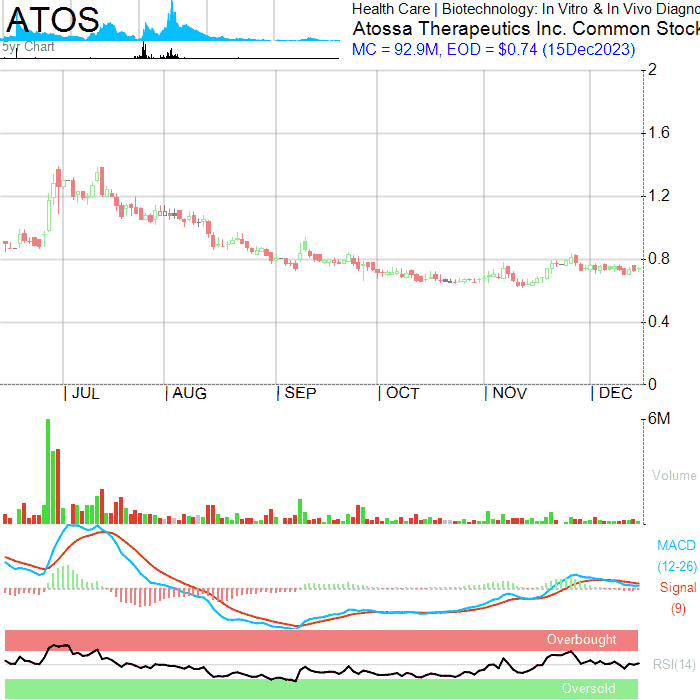 ATOS
5yr Chart
Health Care | Biotechnology: In Vitro & In Vivo Diagno
Atossa Therapeutics Inc. Common Stock
MC = 92.9M, EOD = $0.74 (15Dec2023)
2
1.6
1.2
0.8
0.4
0
| JUL | AUG | SEP | OCT | NOV | DEC
6M
Volume
MACD
(12-26)
Signal
(9)
Overbought
RSI(14)
Oversold